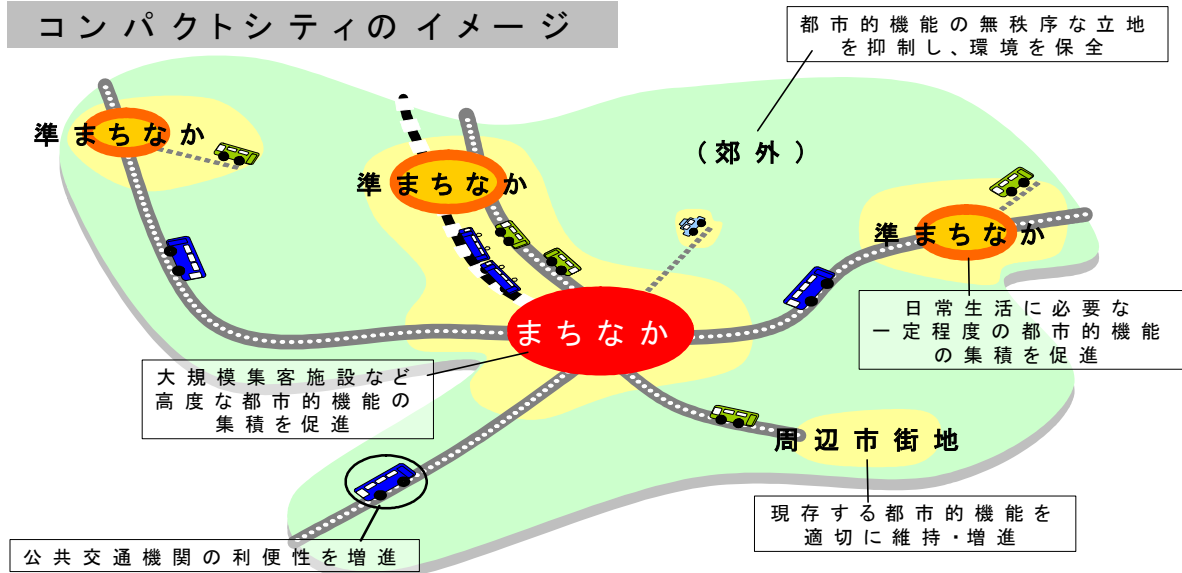 コンパクトシティのイメージ
都市的機能の無秩序な立地
を抑制し、環境を保全
準まちなか
(郊外)
準まちなか
準まちなか
日常生活に必要な
一定程度の都市的機能
の集積を促進
まちなか
大規模集客施設など
高度な都市的機能の
集積を促進
周辺市街地
現存する都市的機能を
適切に維持・増進
公共交通機関の利便性を増進